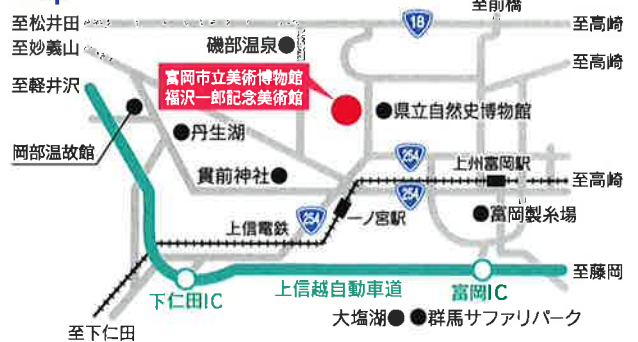 至松井田
18
至前橋
至高崎
至妙義山
磯部温泉
至高崎
至軽井沢
富岡市立美術博物館
福沢一郎記念美術館
県立自然史博物館
丹生湖
岡部温故館
254
上州富岡駅
貫前神社
至高崎
254
254
一ノ宮駅
富岡製糸場
上信電鉄
至藤岡
下仁田IC
上信越自動車道
富岡IC
大塩湖
群馬サファリパーク
至下仁田